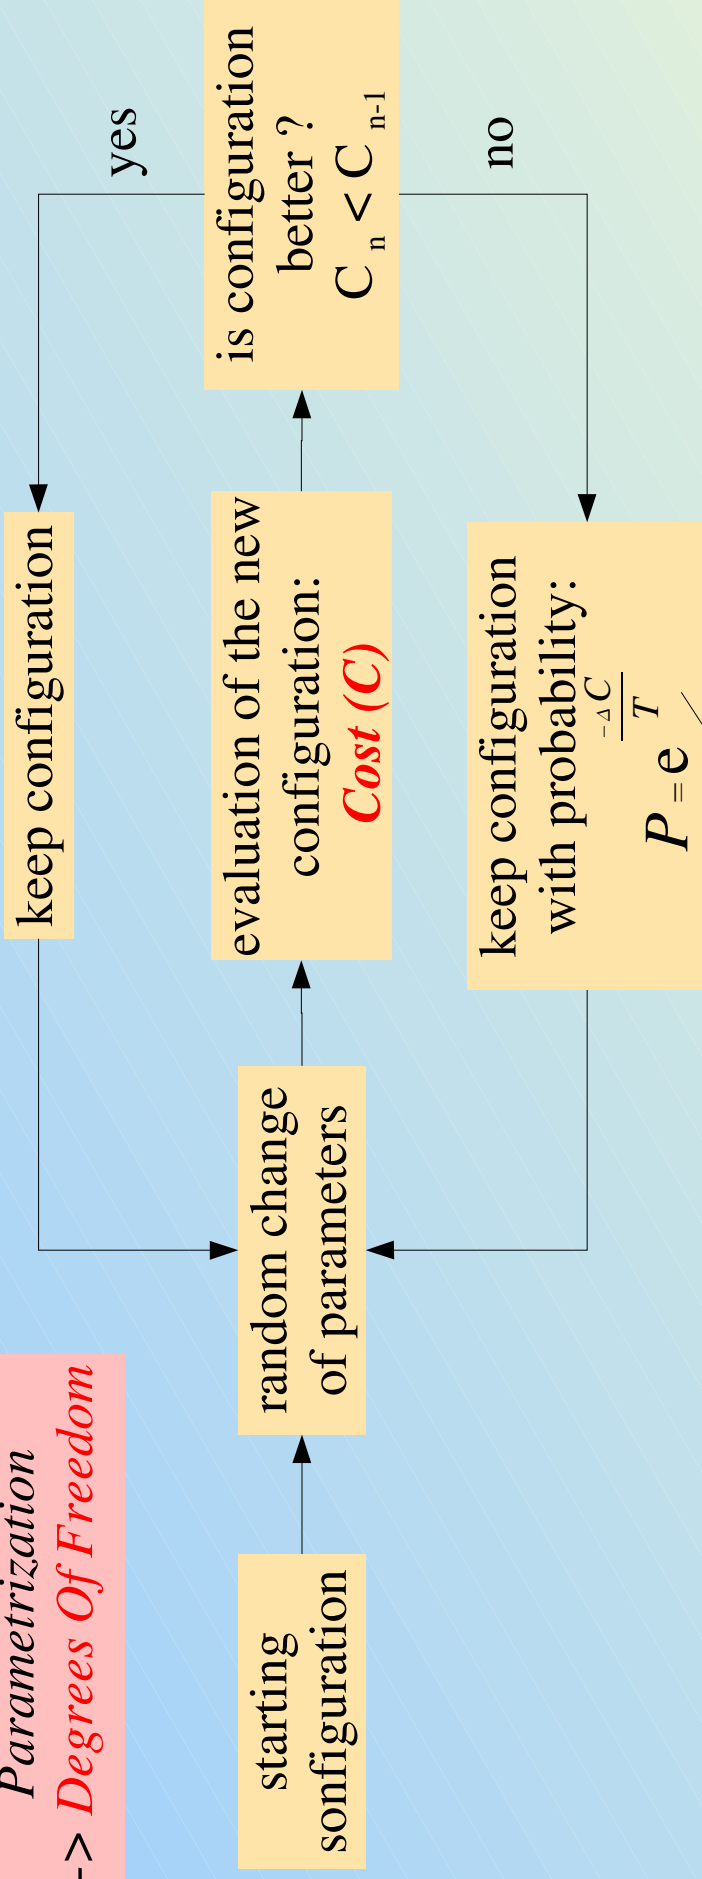 Parametrization
-> Degrees Of Freedom
starting
sonfiguration
random change
of parameters
evaluation of the new
configuration:
Cost (C)
is configuration
better ?
C n < C n-1
yes
no
keep configuration
keep configuration
with probability:
P = e -ΔC/T